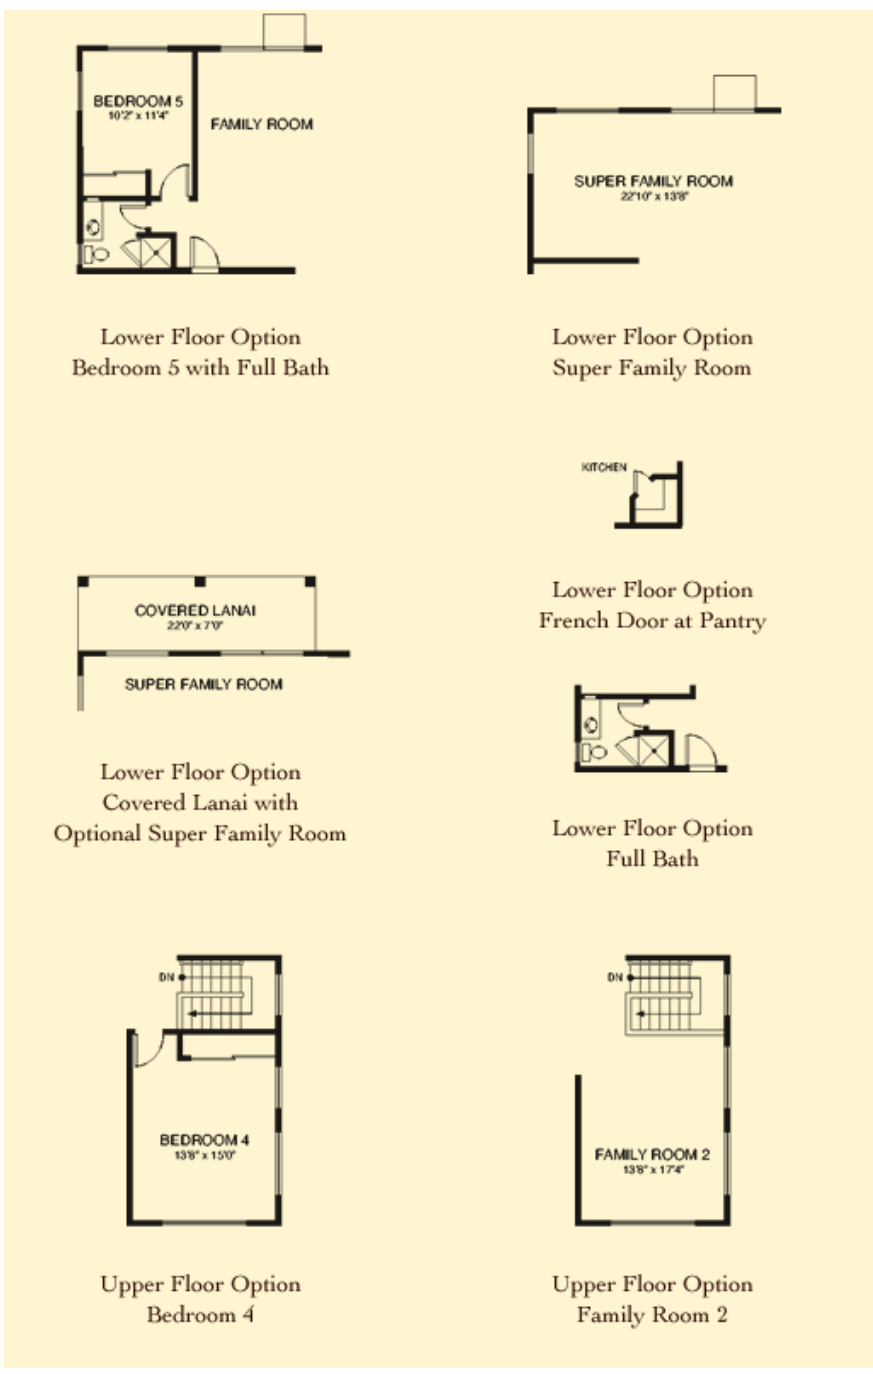 BEDROOM 5
10'2" x 11'4"
FAMILY ROOM
Lower Floor Option
Bedroom 5 with Full Bath
SUPER FAMILY ROOM
22'10" x 13'8"
Lower Floor Option
Super Family Room
KITCHEN
Lower Floor Option
French Door at Pantry
COVERED LANAI
22'0" x 7'0"
SUPER FAMILY ROOM
Lower Floor Option
Covered Lanai with
Optional Super Family Room
Lower Floor Option
Full Bath
DN
BEDROOM 4
13'8" x 15'0"
Upper Floor Option
Bedroom 4
DN
FAMILY ROOM 2
13'8" x 17'4"
Upper Floor Option
Family Room 2